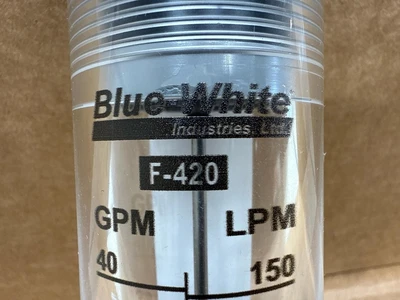 Blue-White
Industries, Ltd.
F-420
GPM LPM
40 150